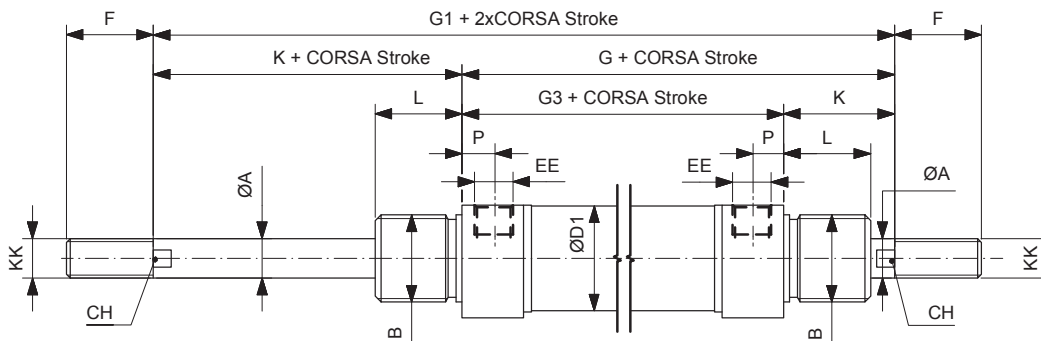 F
G1 + 2xCORSA Stroke
F
K + CORSA Stroke
G + CORSA Stroke
L
G3 + CORSA Stroke
K
P
P
L
EE
EE
ØA
ØA
KK
ØD1
KK
CH
B
B
CH